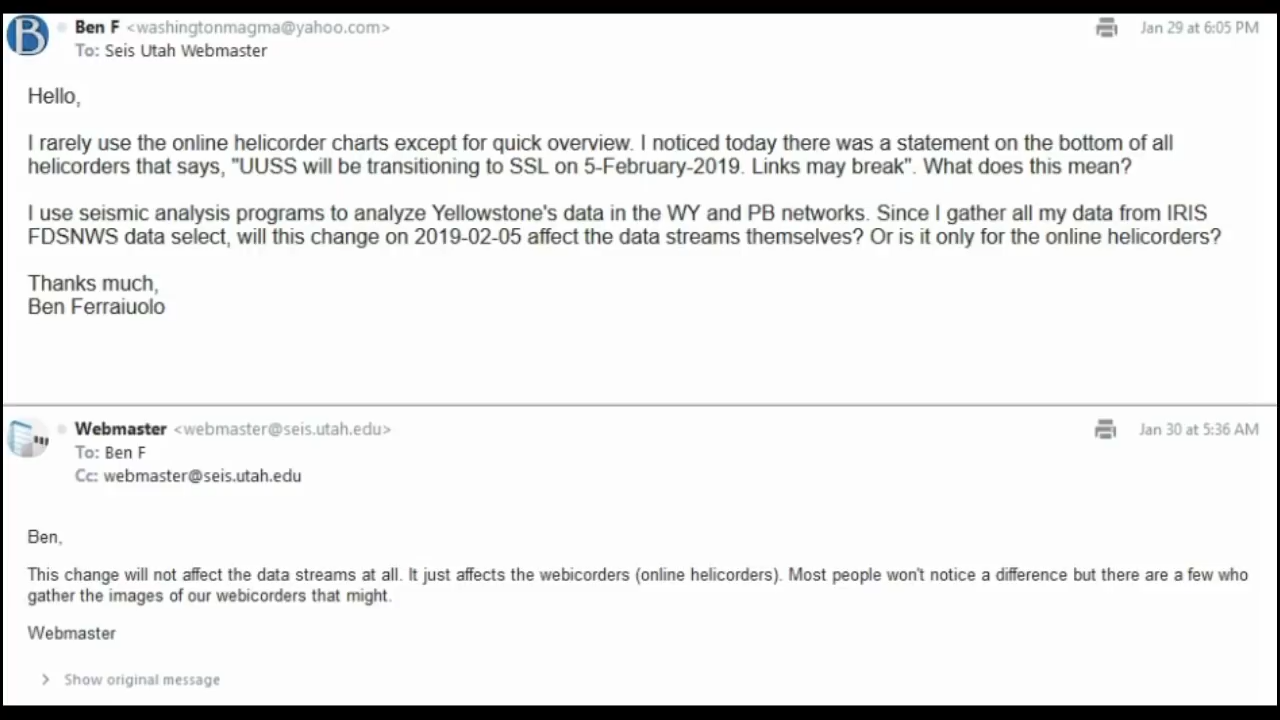 B
Ben F <washingtonmagma@yahoo.com>
Jan 29 at 6:05 PM
To: Seis Utah Webmaster
Hello,
I rarely use the online helicorder charts except for quick overview. I noticed today there was a statement on the bottom of all
helicorders that says, "UUSS will be transitioning to SSL on 5-February-2019. Links may break". What does this mean?
I use seismic analysis programs to analyze Yellowstone's data in the WY and PB networks. Since I gather all my data from IRIS
FDSNWS data select, will this change on 2019-02-05 affect the data streams themselves? Or is it only for the online helicorders?
Thanks much,
Ben Ferraiuolo
Webmaster <webmaster@seis.utah.edu>
Jan 30 at 5:36 AM
To: Ben F
Cc: webmaster@seis.utah.edu
Ben,
This change will not affect the data streams at all. It just affects the webicorders (online helicorders). Most people won't notice a difference but there are a few who
gather the images of our webicorders that might.
Webmaster
Show original message